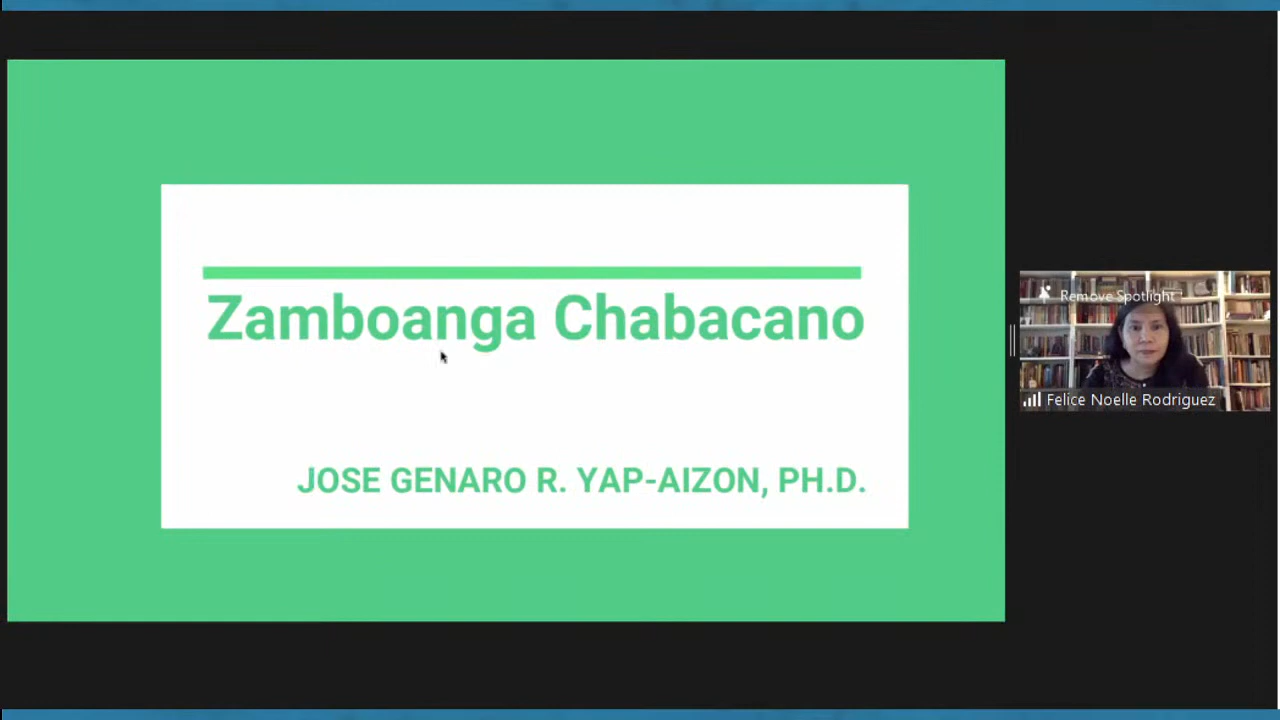 Zamboanga Chabacano
JOSE GENARO R. YAP-AIZON, PH.D.
Remove Spotlight
Felice Noelle Rodriguez